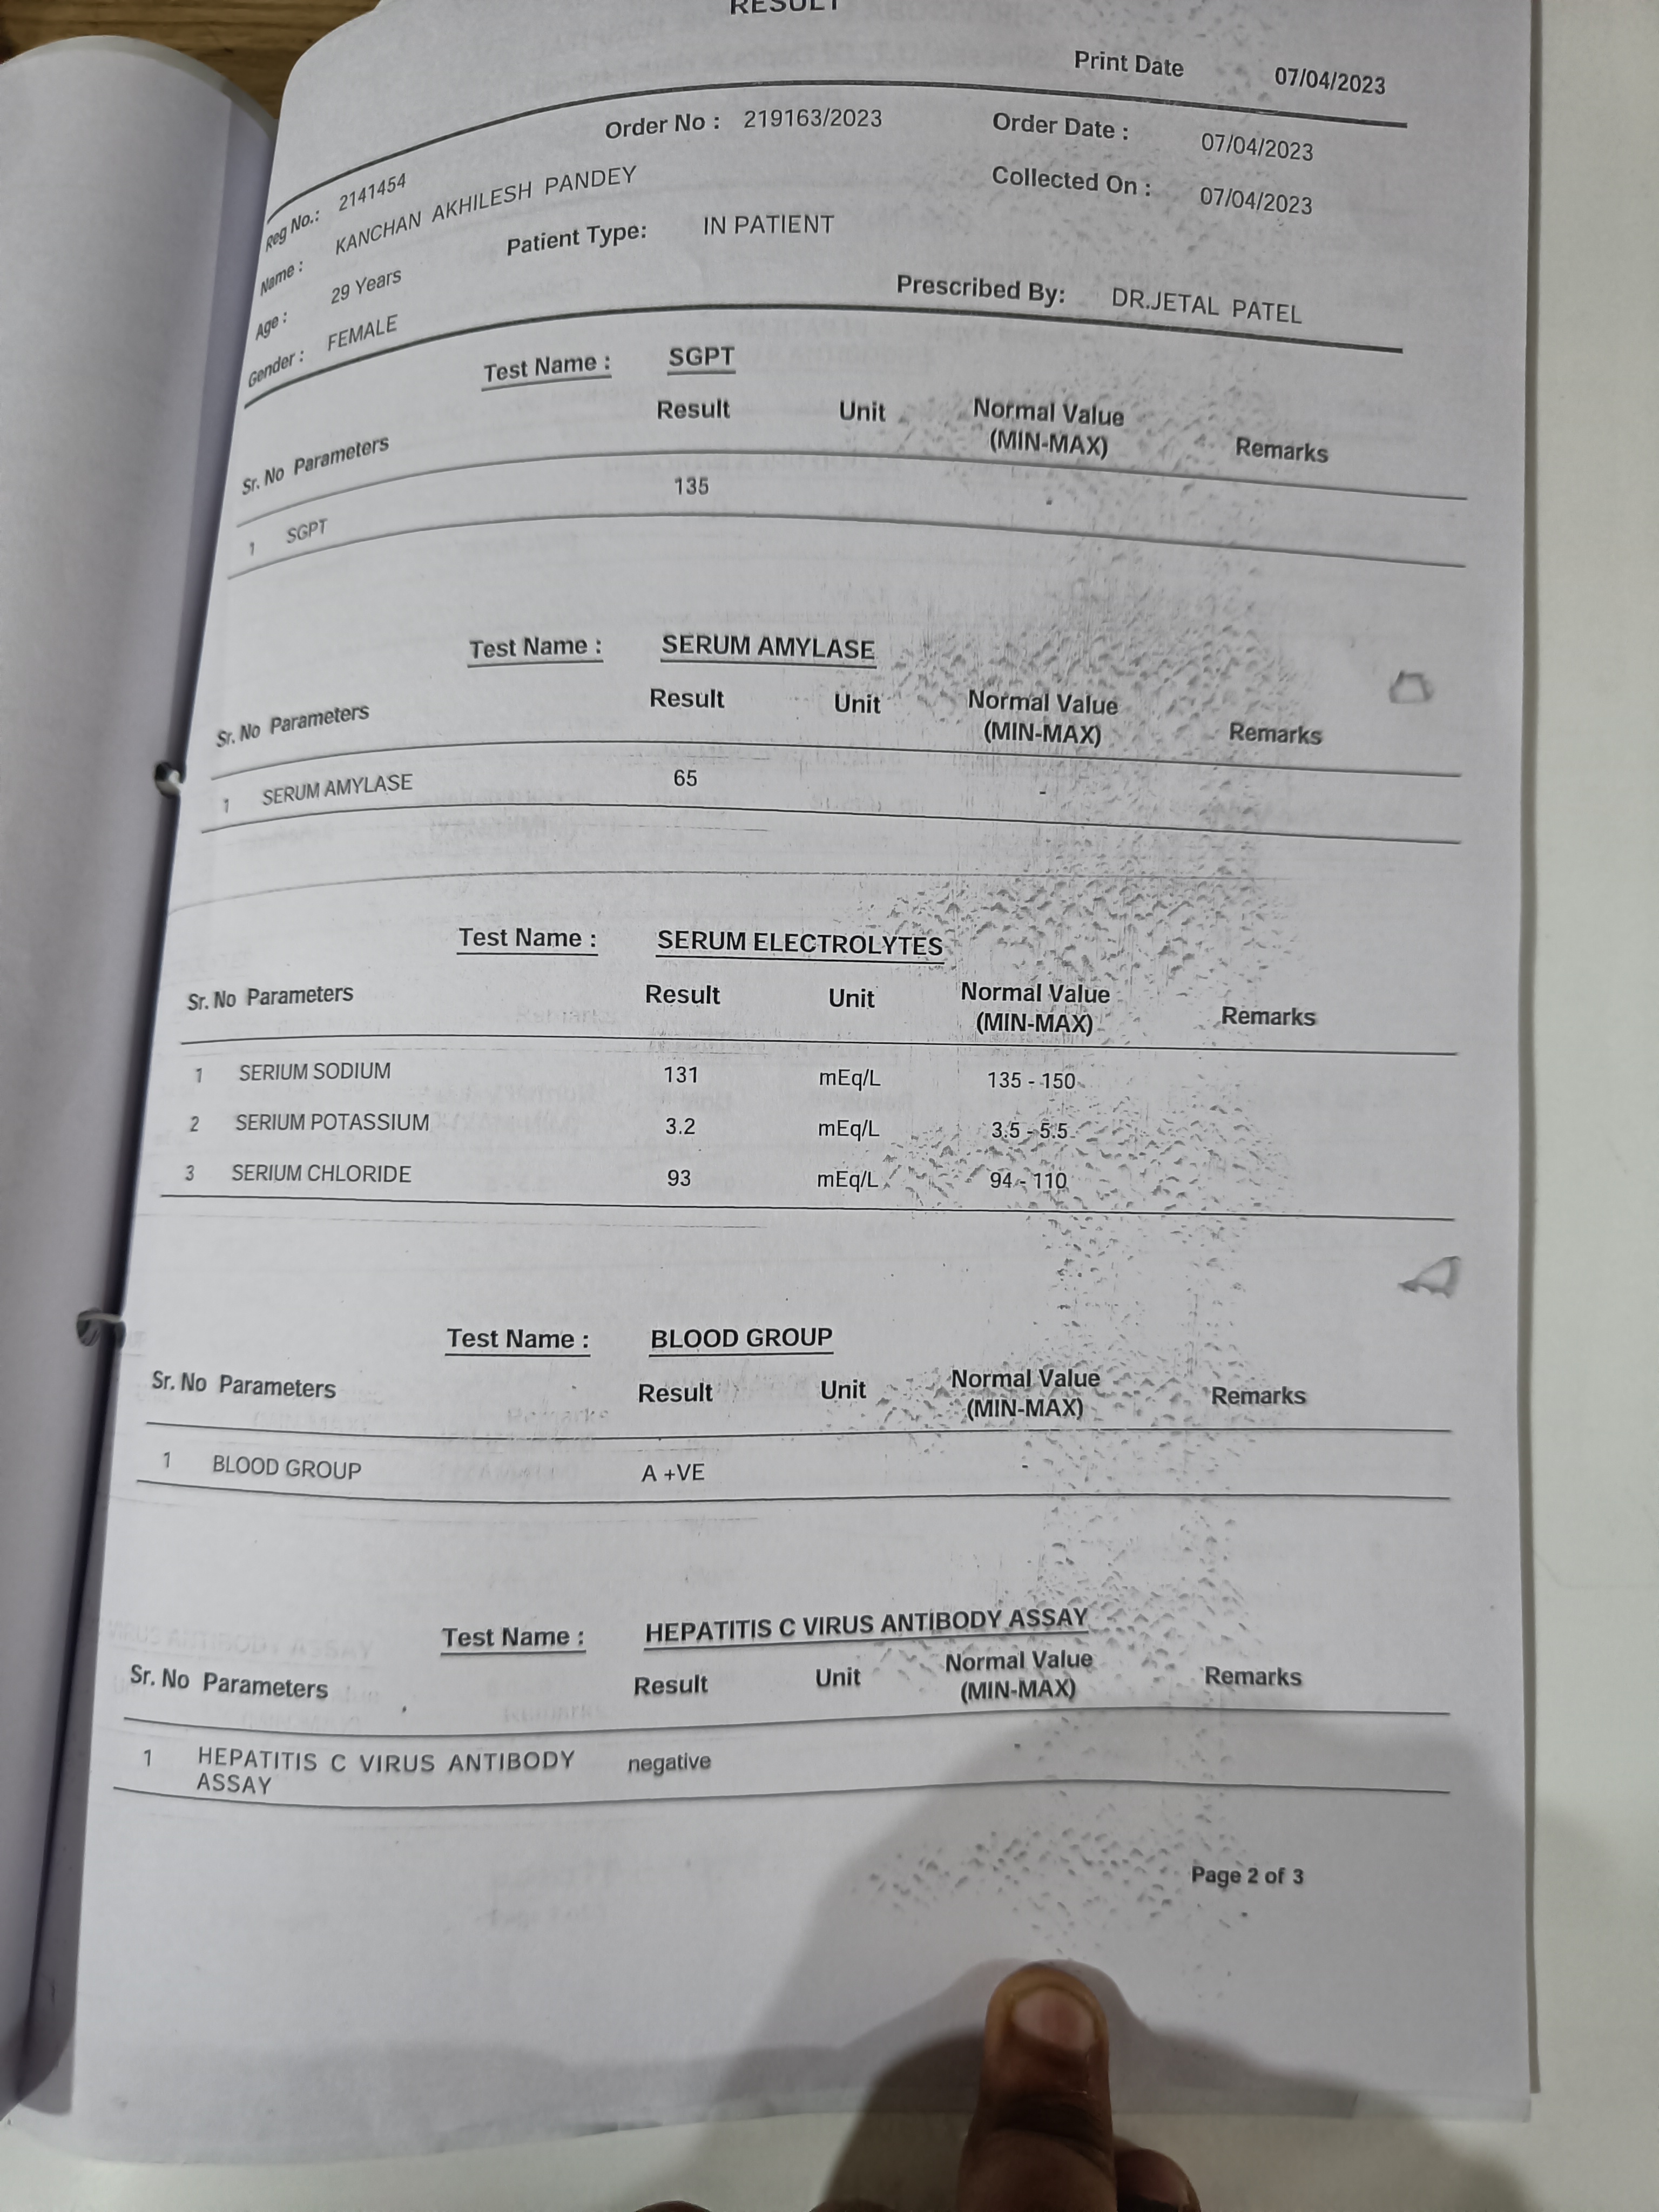 RESULT
Print Date 07/04/2023
Order No : 219163/2023 Order Date : 07/04/2023
Reg No.: 2141454 Collected On : 07/04/2023
Name : KANCHAN AKHILESH PANDEY
Patient Type: IN PATIENT
Age : 29 Years Prescribed By: DR.JETAL PATEL
Gender : FEMALE
Test Name : SGPT
Sr. No Parameters Result Unit Normal Value (MIN-MAX) Remarks
1 SGPT 135 -
Test Name : SERUM AMYLASE
Sr. No Parameters Result Unit Normal Value (MIN-MAX) Remarks
1 SERUM AMYLASE 65 -
Test Name : SERUM ELECTROLYTES
Sr. No Parameters Result Unit Normal Value (MIN-MAX) Remarks
1 SERIUM SODIUM 131 mEq/L 135 - 150
2 SERIUM POTASSIUM 3.2 mEq/L 3.5 - 5.5
3 SERIUM CHLORIDE 93 mEq/L 94 - 110
Test Name : BLOOD GROUP
Sr. No Parameters Result Unit Normal Value (MIN-MAX) Remarks
1 BLOOD GROUP A +VE -
Test Name : HEPATITIS C VIRUS ANTIBODY ASSAY
Sr. No Parameters Result Unit Normal Value (MIN-MAX) Remarks
1 HEPATITIS C VIRUS ANTIBODY negative -
ASSAY
Page 2 of 3